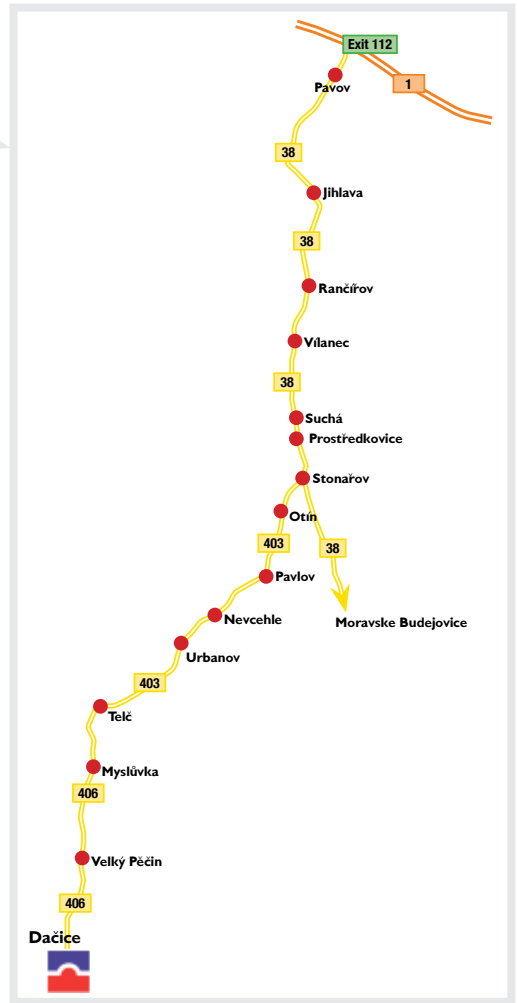 Exit 112
Pavov
1
38
Jihlava
38
Rančířov
Vílanec
38
Suchá
Prostředkovice
Stonařov
Otín
403
38
Pavlov
Nevcehle
Moravske Budejovice
Urbanov
403
Telč
Myslůvka
406
Velký Pěčin
406
Dačice